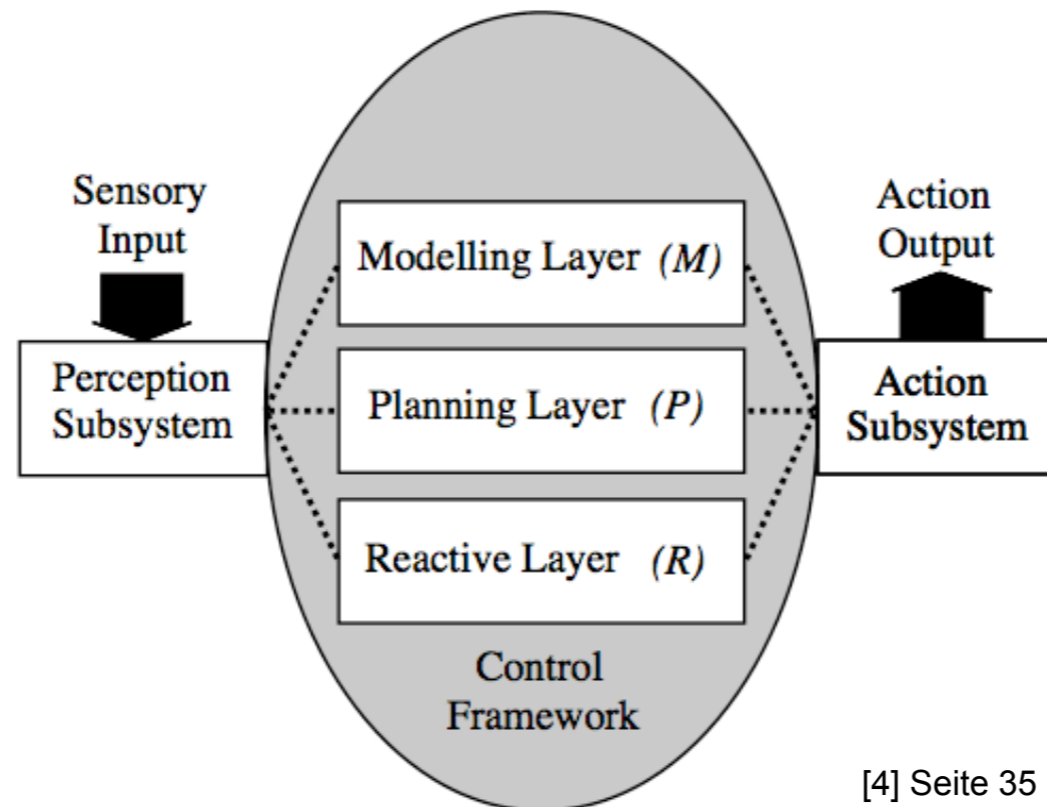 Sensory
Input
Perception
Subsystem
Modelling Layer (M)
Planning Layer (P)
Reactive Layer (R)
Control
Framework
Action
Output
Action
Subsystem
[4] Seite 35